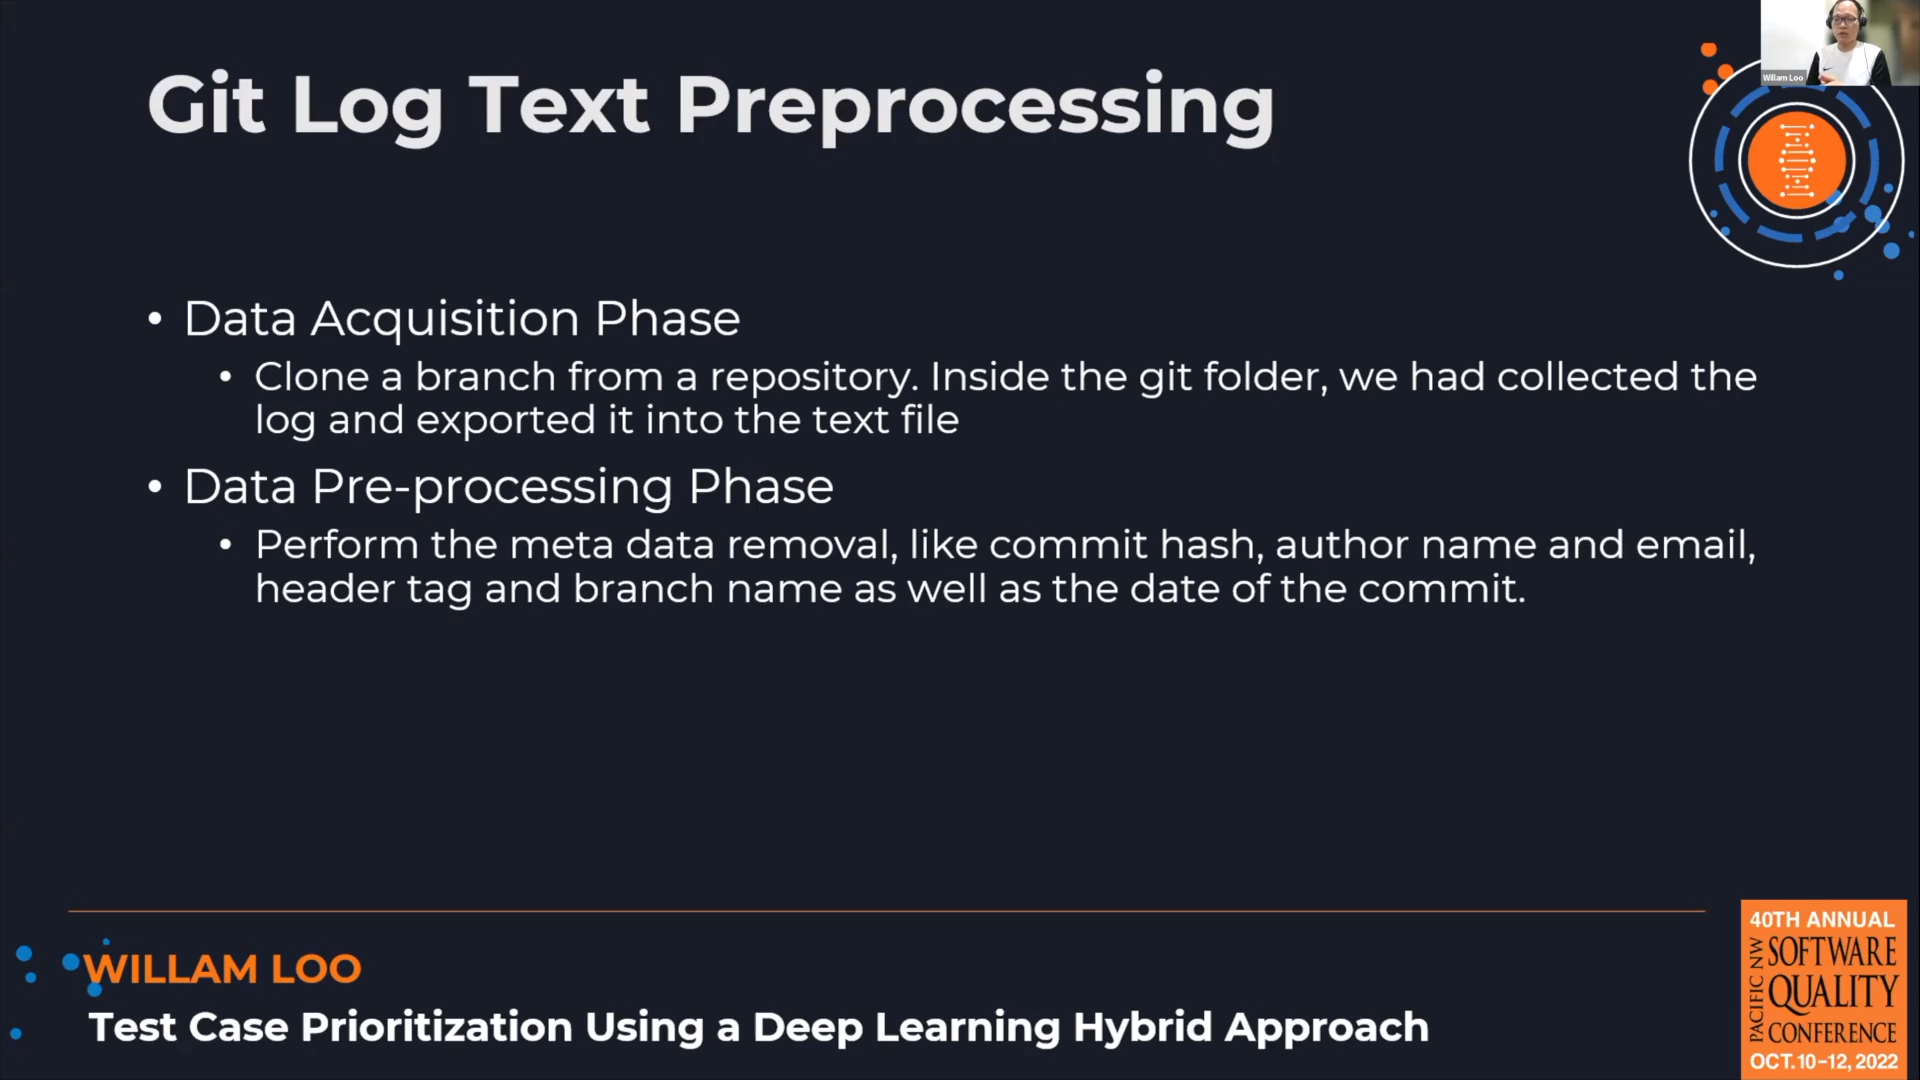 Willam Loo
Git Log Text Preprocessing
• Data Acquisition Phase
• Clone a branch from a repository. Inside the git folder, we had collected the
log and exported it into the text file
• Data Pre-processing Phase
• Perform the meta data removal, like commit hash, author name and email,
header tag and branch name as well as the date of the commit.
WILLAM LOO
Test Case Prioritization Using a Deep Learning Hybrid Approach
40TH ANNUAL
PACIFIC NW
SOFTWARE
QUALITY
CONFERENCE
OCT. 10-12, 2022